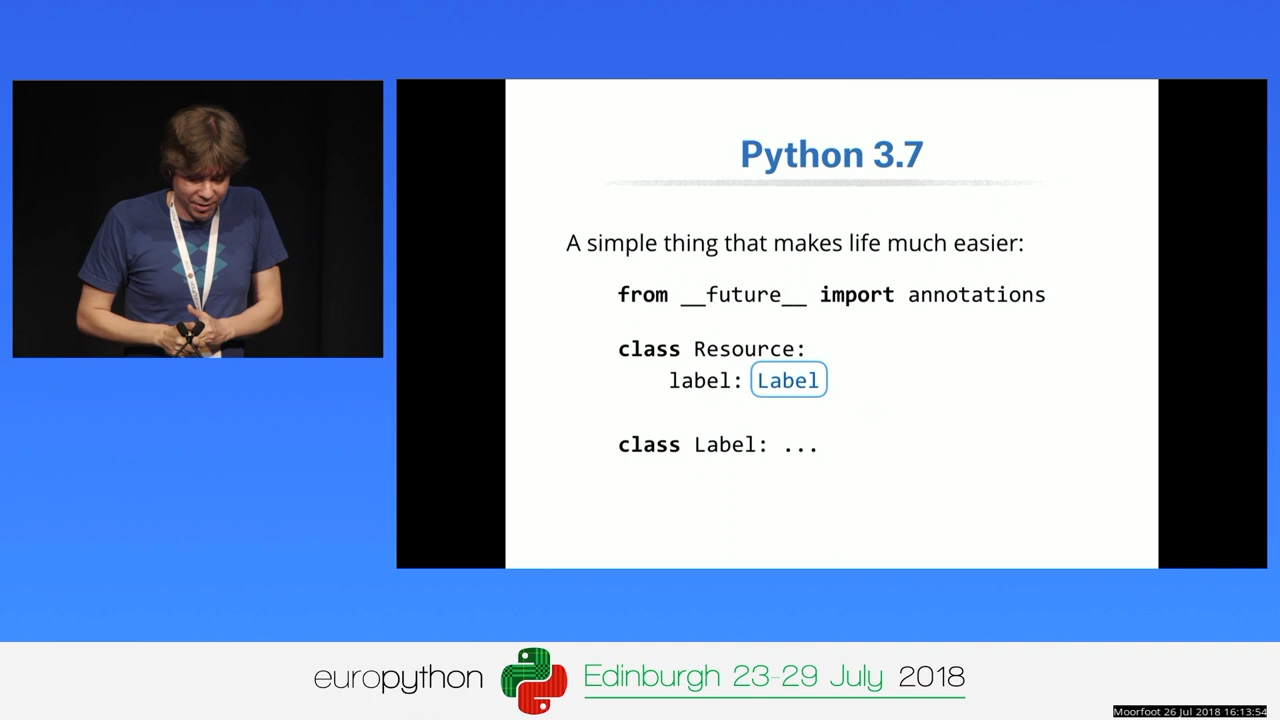 Python 3.7
A simple thing that makes life much easier:
from __future__ import annotations
class Resource:
label: Label
class Label: ...
europython
Edinburgh 23-29 July 2018
Moorfoot 26 Jul 2018 16:13:54